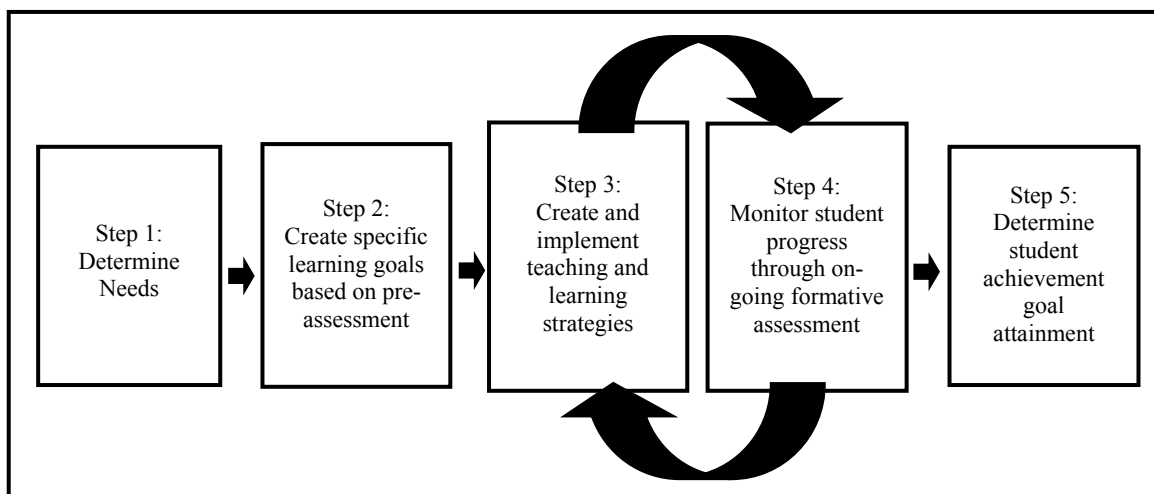 Step 1:
Determine
Needs
Step 2:
Create specific
learning goals
based on pre-
assessment
Step 3:
Create and
implement
teaching and
learning
strategies
Step 4:
Monitor student
progress
through on-
going formative
assessment
Step 5:
Determine
student
achievement
goal
attainment